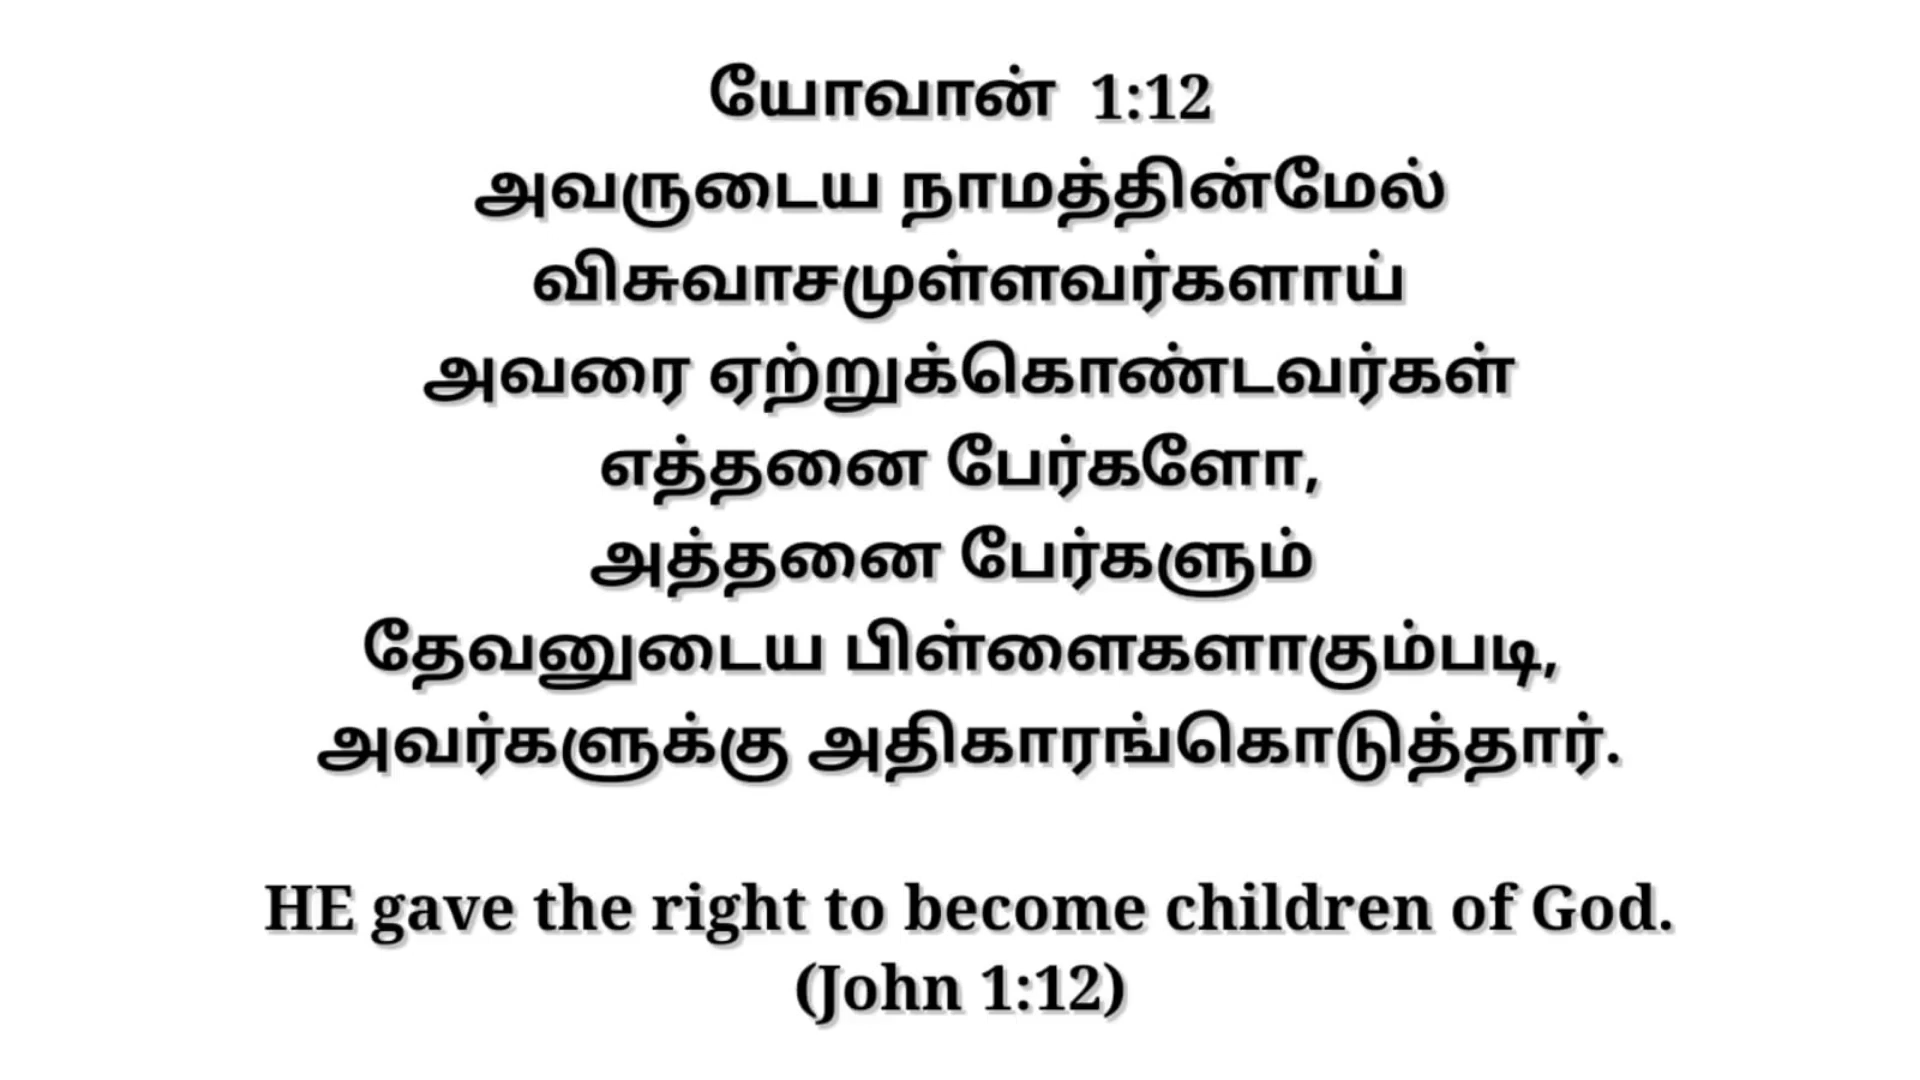 யோவான் 1:12
அவருடைய நாமத்தின்மேல்
விசுவாசமுள்ளவர்களாய்
அவரை ஏற்றுக்கொண்டவர்கள்
எத்தனை பேர்களோ,
அத்தனை பேர்களும்
தேவனுடைய பிள்ளைகளாகும்படி,
அவர்களுக்கு அதிகாரங்கொடுத்தார்.
HE gave the right to become children of God.
(John 1:12)